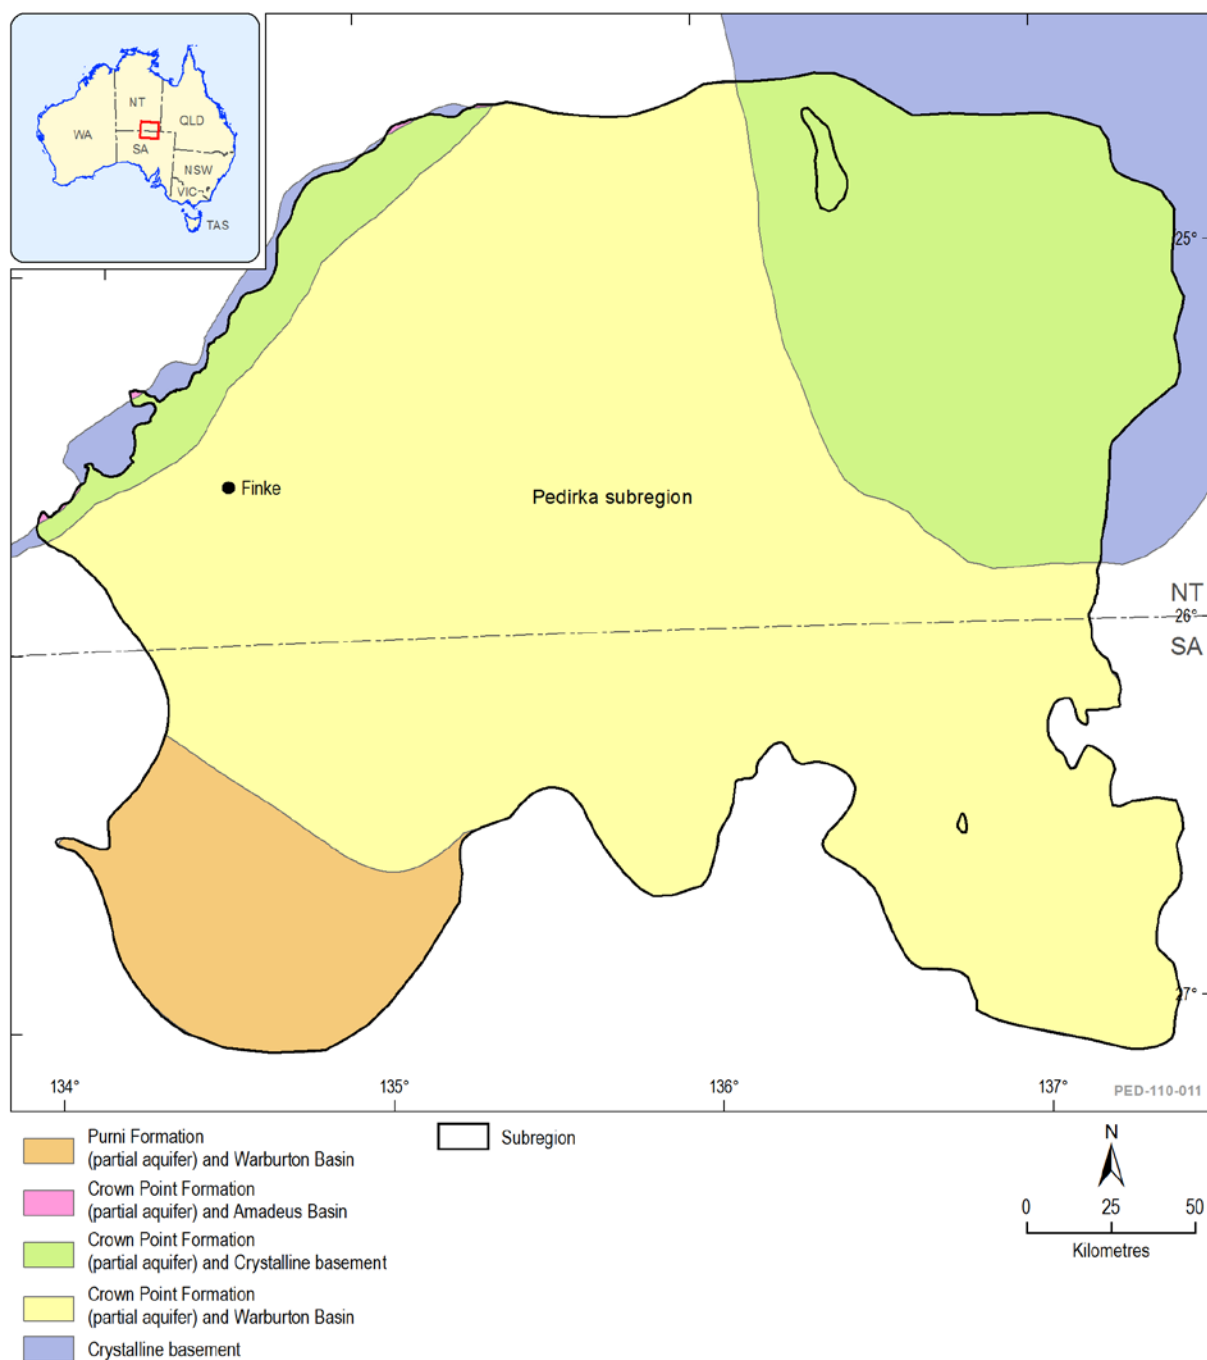 NT
QLD
WA
SA
NSW
VIC
TAS
25°
Finke
Pedirka subregion
NT
26°
SA
27°
134°
135°
136°
137°
PED-110-011
Purni Formation
(partial aquifer) and Warburton Basin
Subregion
Crown Point Formation
(partial aquifer) and Amadeus Basin
Crown Point Formation
(partial aquifer) and Crystalline basement
Crown Point Formation
(partial aquifer) and Warburton Basin
Crystalline basement
N
0 25 50
Kilometres